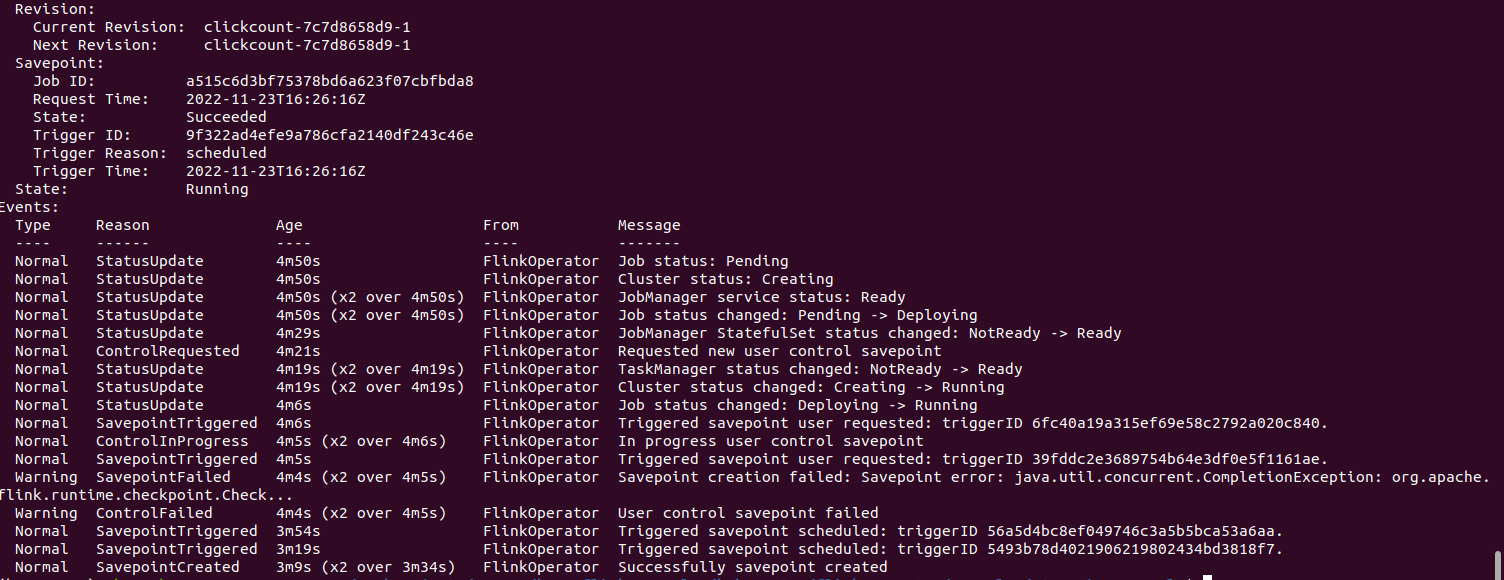 Revision:
Current Revision: clickcount-7c7d8658d9-1
Next Revision: clickcount-7c7d8658d9-1
Savepoint:
Job ID: a515c6d3bf75378bd6a623f07cbfbda8
Request Time: 2022-11-23T16:26:16Z
State: Succeeded
Trigger ID: 9f322ad4efe9a786cfa2140df243c46e
Trigger Reason: scheduled
Trigger Time: 2022-11-23T16:26:16Z
State: Running
Events:
Type Reason Age From Message
---- ------ ---- ---- -------
Normal StatusUpdate 4m50s FlinkOperator Job status: Pending
Normal StatusUpdate 4m50s FlinkOperator Cluster status: Creating
Normal StatusUpdate 4m50s (x2 over 4m50s) FlinkOperator JobManager service status: Ready
Normal StatusUpdate 4m50s (x2 over 4m50s) FlinkOperator Job status changed: Pending -> Deploying
Normal StatusUpdate 4m29s FlinkOperator JobManager StatefulSet status changed: NotReady -> Ready
Normal ControlRequested 4m21s FlinkOperator Requested new user control savepoint
Normal StatusUpdate 4m19s (x2 over 4m19s) FlinkOperator TaskManager status changed: NotReady -> Ready
Normal StatusUpdate 4m19s (x2 over 4m19s) FlinkOperator Cluster status changed: Creating -> Running
Normal StatusUpdate 4m6s FlinkOperator Job status changed: Deploying -> Running
Normal SavepointTriggered 4m6s FlinkOperator Triggered savepoint user requested: triggerID 6fc40a19a315ef69e58c2792a020c840.
Normal ControlInProgress 4m5s (x2 over 4m6s) FlinkOperator In progress user control savepoint
Normal SavepointTriggered 4m5s FlinkOperator Triggered savepoint user requested: triggerID 39fddc2e3689754b64e3df0e5f1161ae.
Warning SavepointFailed 4m4s (x2 over 4m5s) FlinkOperator Savepoint creation failed: Savepoint error: java.util.concurrent.CompletionException: org.apache.
flink.runtime.checkpoint.Check...
Warning ControlFailed 4m4s (x2 over 4m5s) FlinkOperator User control savepoint failed
Normal SavepointTriggered 3m54s FlinkOperator Triggered savepoint scheduled: triggerID 56a5d4bc8ef049746c3a5b5bca53a6aa.
Normal SavepointTriggered 3m19s FlinkOperator Triggered savepoint scheduled: triggerID 5493b78d4021906219802434bd3818f7.
Normal SavepointCreated 3m9s (x2 over 3m34s) FlinkOperator Successfully savepoint created